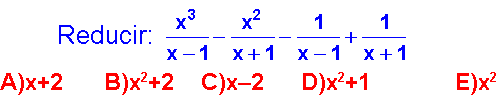 Reducir: x³/(x – 1) – x²/(x + 1) – 1/(x – 1) + 1/(x + 1)
A)x+2 B)x²+2 C)x–2 D)x²+1 E)x²